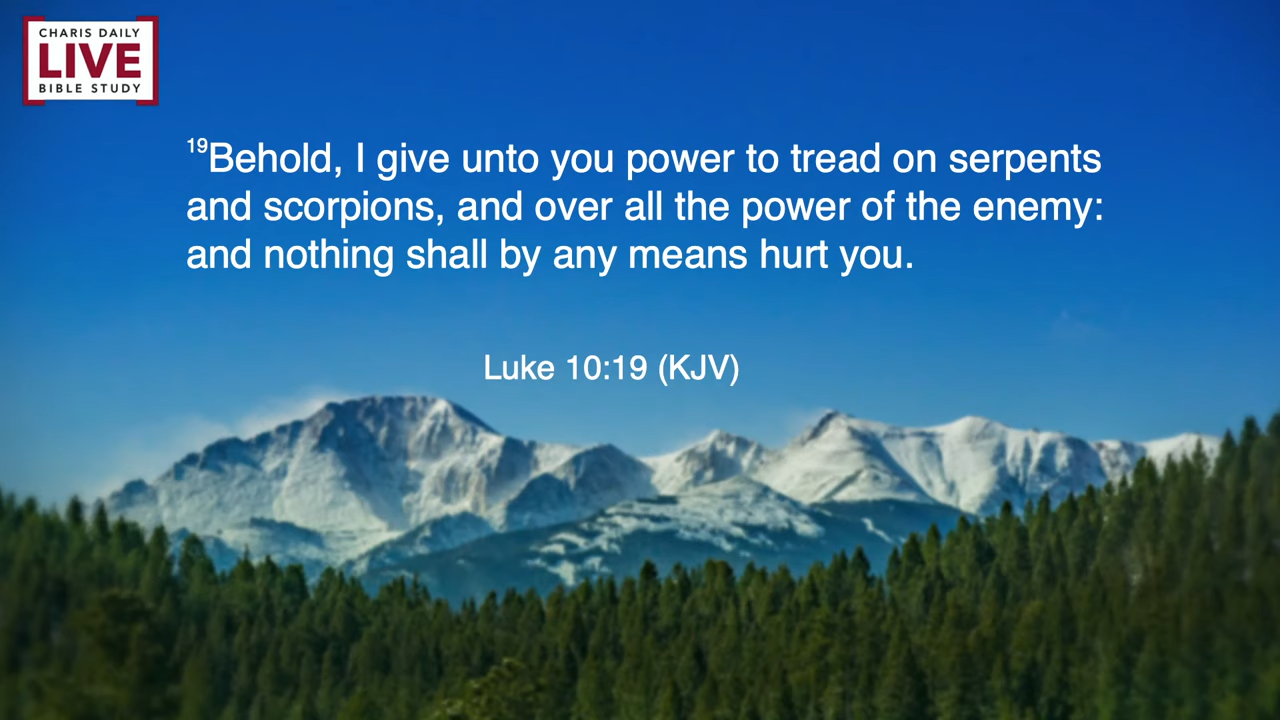 CHARIS DAILY
LIVE
BIBLE STUDY
19Behold, I give unto you power to tread on serpents
and scorpions, and over all the power of the enemy:
and nothing shall by any means hurt you.
Luke 10:19 (KJV)